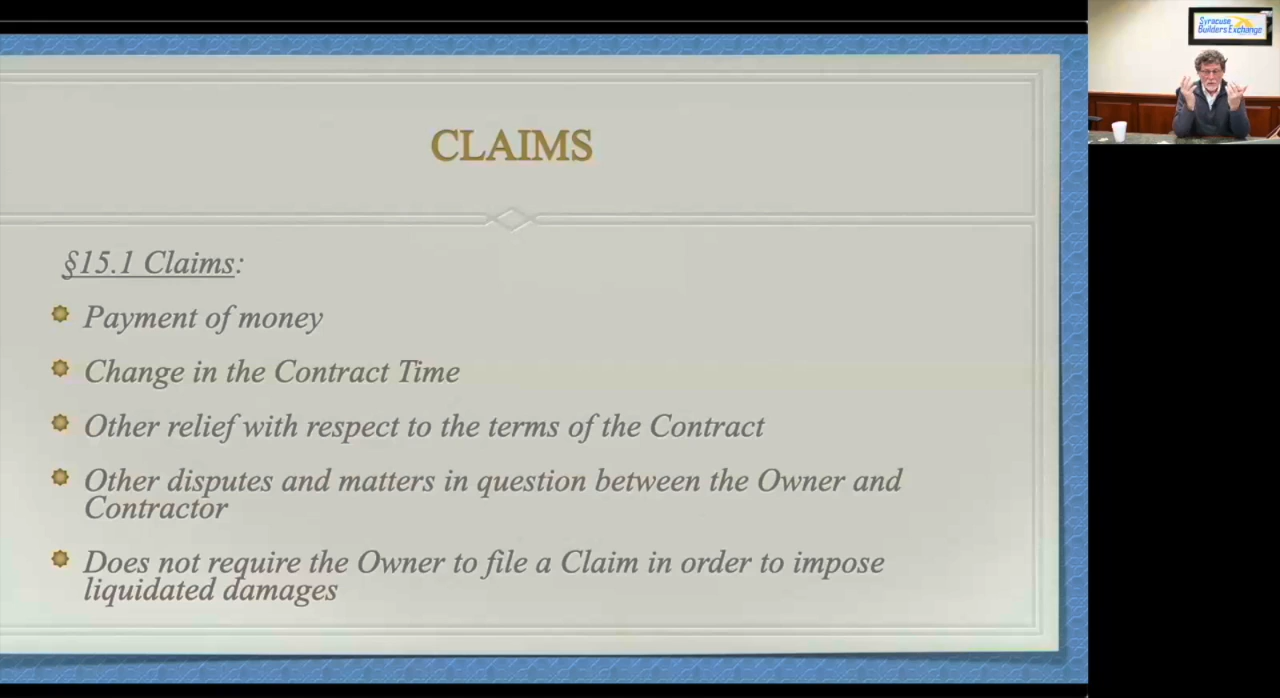 CLAIMS
§15.1 Claims:
Payment of money
Change in the Contract Time
Other relief with respect to the terms of the Contract
Other disputes and matters in question between the Owner and
Contractor
Does not require the Owner to file a Claim in order to impose
liquidated damages
Syracuse
Builders Exchange